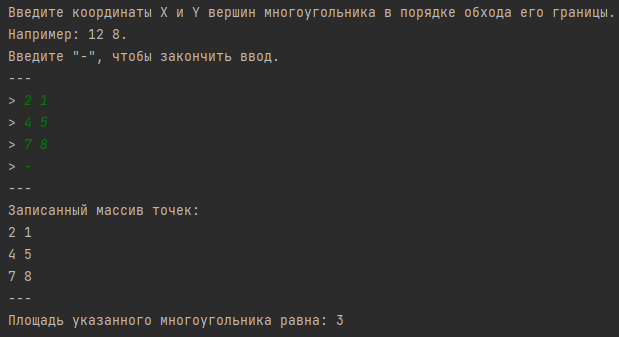 Введите координаты X и Y вершин многоугольника в порядке обхода его границы.
Например: 12 8.
Введите "-", чтобы закончить ввод.
---
> 2 1
> 4 5
> 7 8
> -
---
Записанный массив точек:
2 1
4 5
7 8
---
Площадь указанного многоугольника равна: 3